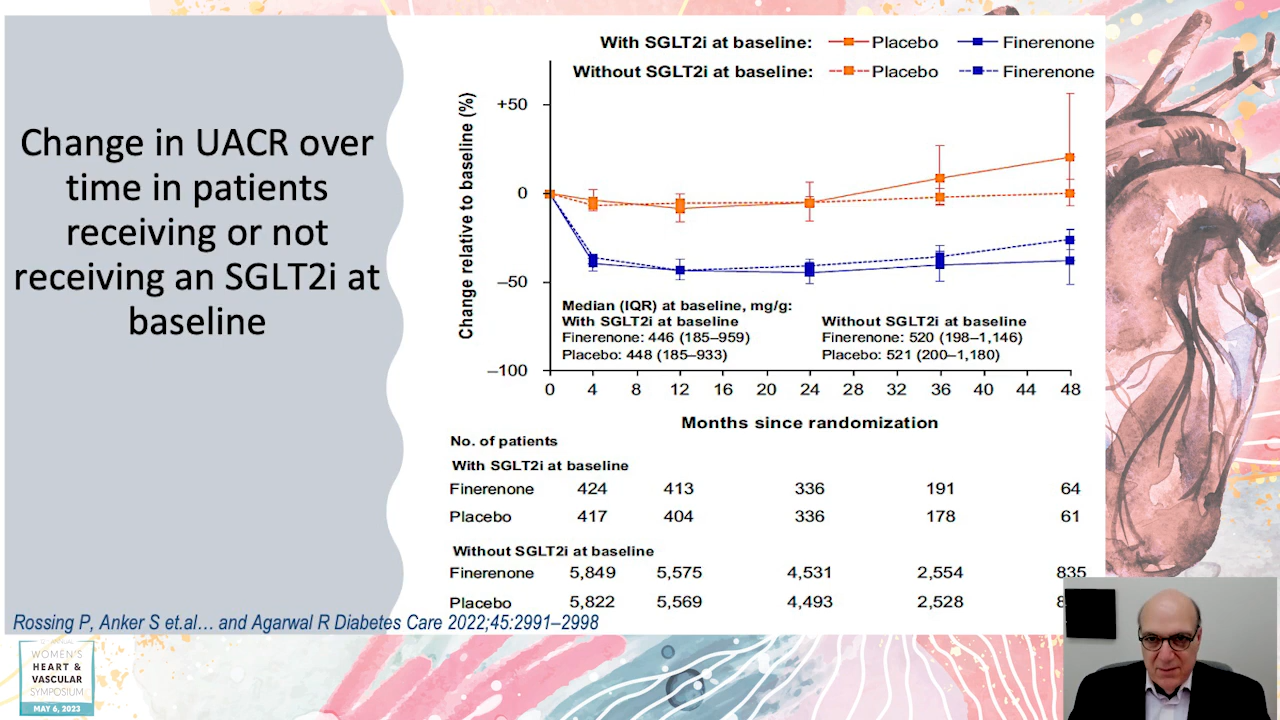 Change in UACR over
time in patients
receiving or not
receiving an SGLT2i at
baseline
With SGLT2i at baseline: Placebo Finerenone
Without SGLT2i at baseline: Placebo Finerenone
Change relative to baseline (%)
+50
0
–50
–100
Median (IQR) at baseline, mg/g:
With SGLT2i at baseline
Finerenone: 446 (185–959)
Placebo: 448 (185–933)
Without SGLT2i at baseline
Finerenone: 520 (198–1,146)
Placebo: 521 (200–1,180)
0 4 8 12 16 20 24 28 32 36 40 44 48
Months since randomization
No. of patients
With SGLT2i at baseline
Finerenone 424 413 336 191 64
Placebo 417 404 336 178 61
Without SGLT2i at baseline
Finerenone 5,849 5,575 4,531 2,554 835
Placebo 5,822 5,569 4,493 2,528
Rossing P, Anker S et.al… and Agarwal R Diabetes Care 2022;45:2991–2998
WOMEN'S
HEART &
VASCULAR
SYMPOSIUM
MAY 6, 2023